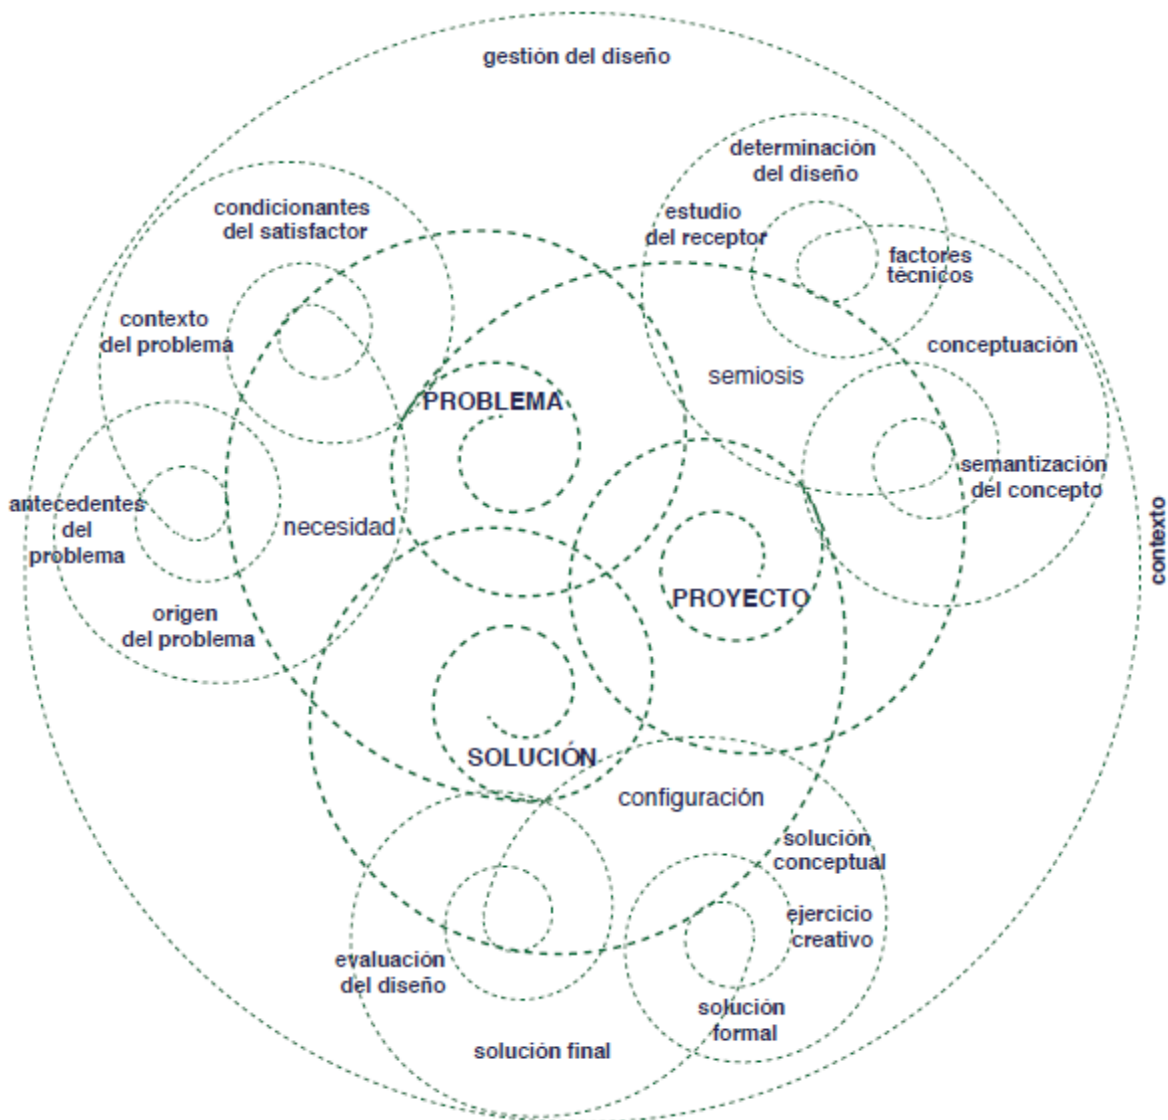 gestión del diseño
determinación
del diseño
condicionantes
del satisfactor
estudio
del receptor
factores
técnicos
contexto
del problema
conceptuación
semiosis
PROBLEMA
semantización
del concepto
antecedentes
del
problema
necesidad
contexto
PROYECTO
origen
del problema
SOLUCIÓN
configuración
solución
conceptual
ejercicio
creativo
evaluación
del diseño
solución
formal
solución final